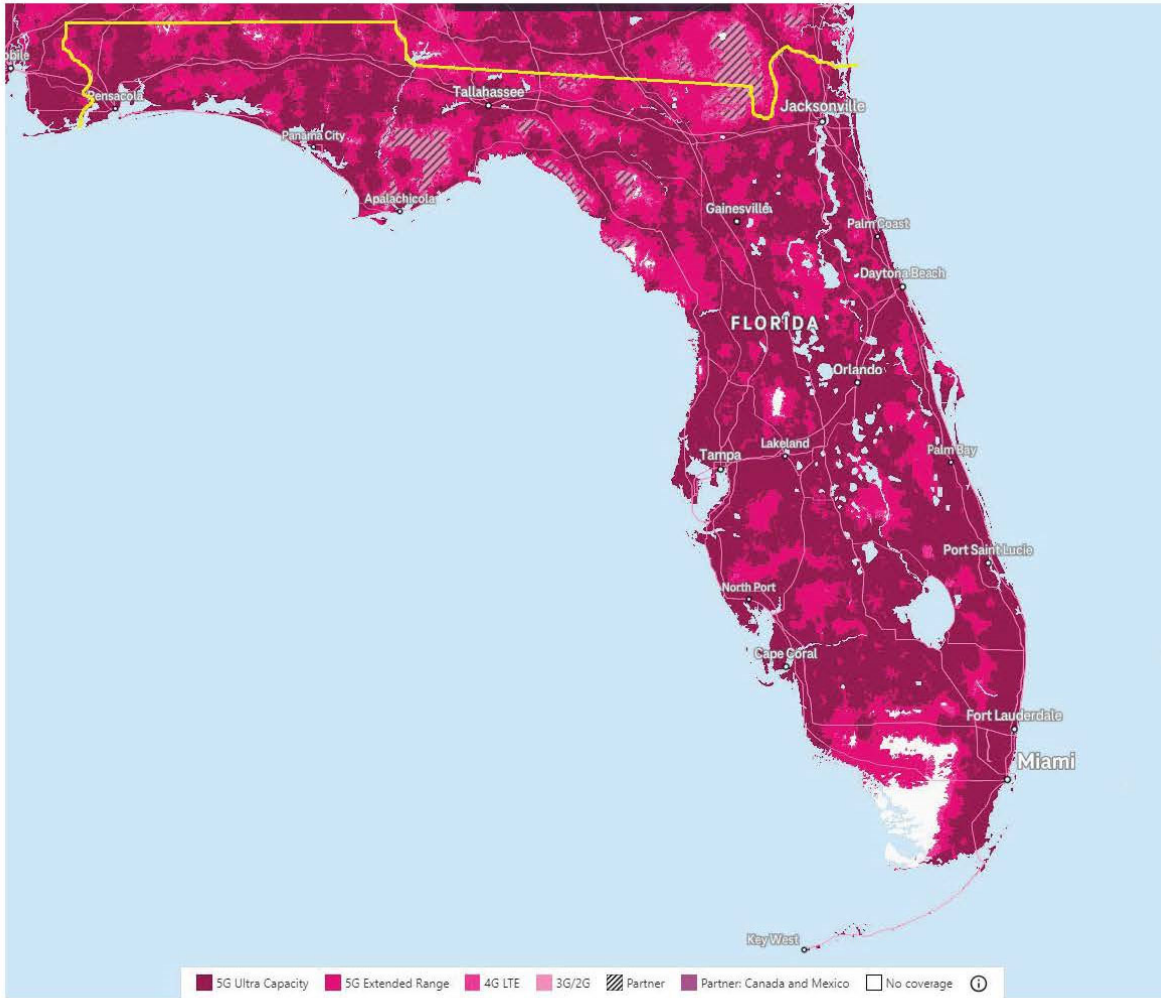 obile
Pensacola
Tallahassee
Jacksonville
Panama City
Apalachicola
Gainesville
Palm Coast
Daytona Beach
FLORIDA
Orlando
Lakeland
Tampa
Palm Bay
Port Saint Lucie
North Port
Cape Coral
Fort Lauderdale
Miami
Key West
5G Ultra Capacity 5G Extended Range 4G LTE 3G/2G Partner Partner: Canada and Mexico No coverage